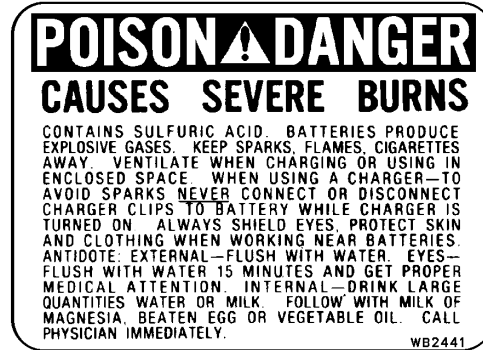 POISON DANGER
CAUSES SEVERE BURNS
CONTAINS SULFURIC ACID. BATTERIES PRODUCE
EXPLOSIVE GASES. KEEP SPARKS, FLAMES, CIGARETTES
AWAY. VENTILATE WHEN CHARGING OR USING IN
ENCLOSED SPACE. WHEN USING A CHARGER—TO
AVOID SPARKS NEVER CONNECT OR DISCONNECT
CHARGER CLIPS TO BATTERY WHILE CHARGER IS
TURNED ON. ALWAYS SHIELD EYES, PROTECT SKIN
AND CLOTHING WHEN WORKING NEAR BATTERIES.
ANTIDOTE: EXTERNAL—FLUSH WITH WATER. EYES—
FLUSH WITH WATER 15 MINUTES AND GET PROPER
MEDICAL ATTENTION. INTERNAL—DRINK LARGE
QUANTITIES WATER OR MILK. FOLLOW WITH MILK OF
MAGNESIA, BEATEN EGG OR VEGETABLE OIL. CALL
PHYSICIAN IMMEDIATELY.
WB2441